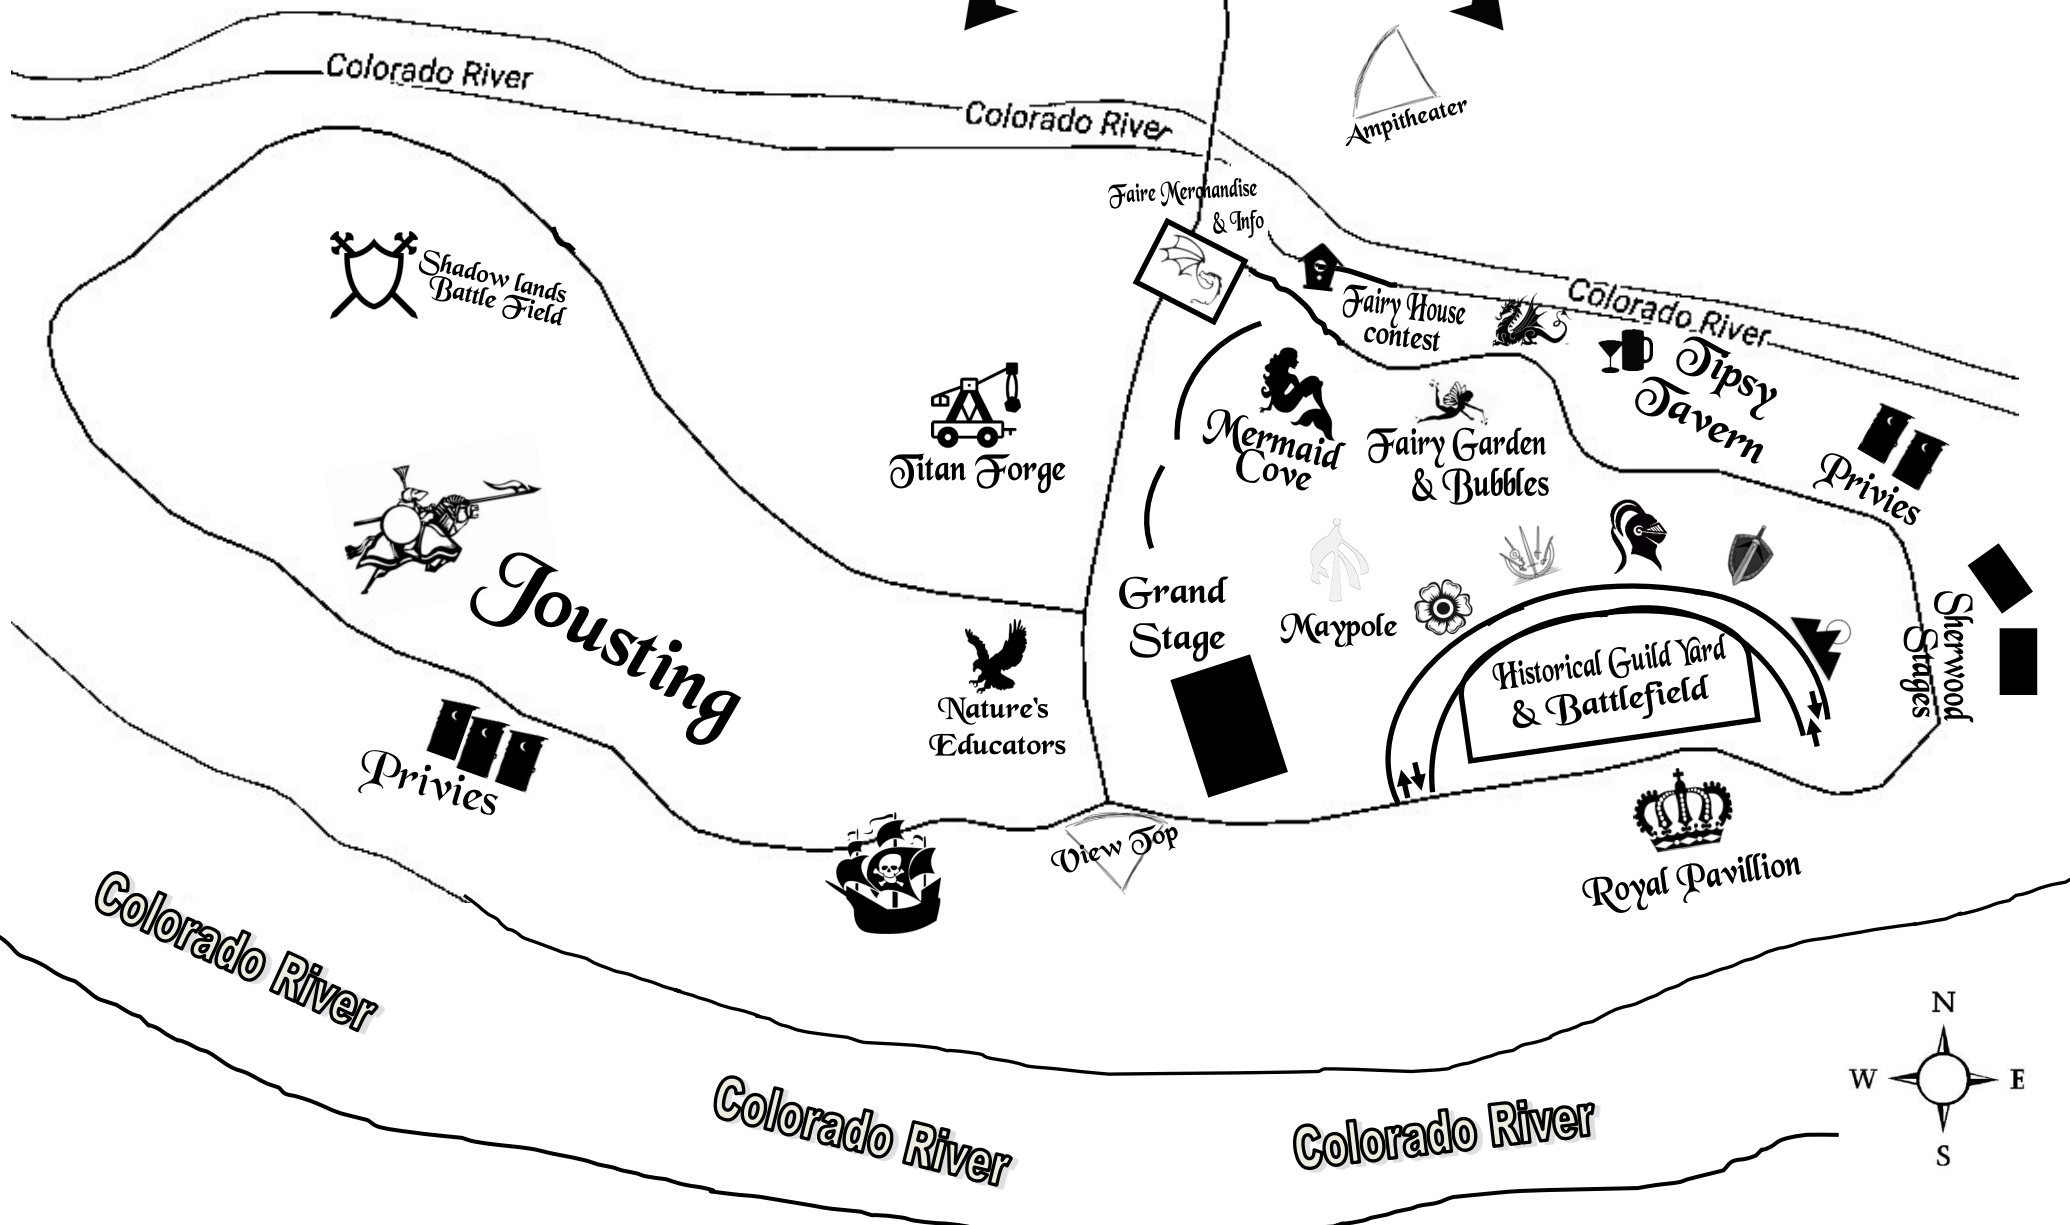 Colorado River
Colorado River
Ampitheater
Faire Merchandise
& Info
Shadow lands
Battle Field
Fairy House
contest
Colorado River
Tipsy
Tavern
Titan Forge
Mermaid
Cove
Fairy Garden
& Bubbles
Privies
Jousting
Grand
Stage
Maypole
Historical Guild Yard
& Battlefield
Sherwood
Stages
Nature's
Educators
Privies
View Top
Royal Pavillion
Colorado River
Colorado River
Colorado River
N
W
E
S